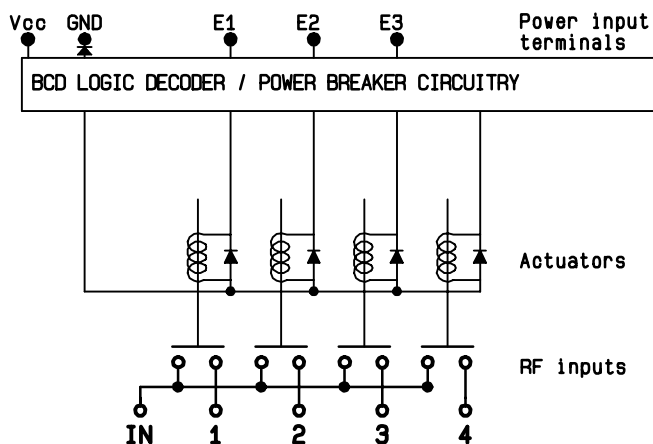 Vcc GND E1 E2 E3 Power input
terminals
BCD LOGIC DECODER / POWER BREAKER CIRCUITRY
Actuators
RF inputs
IN 1 2 3 4